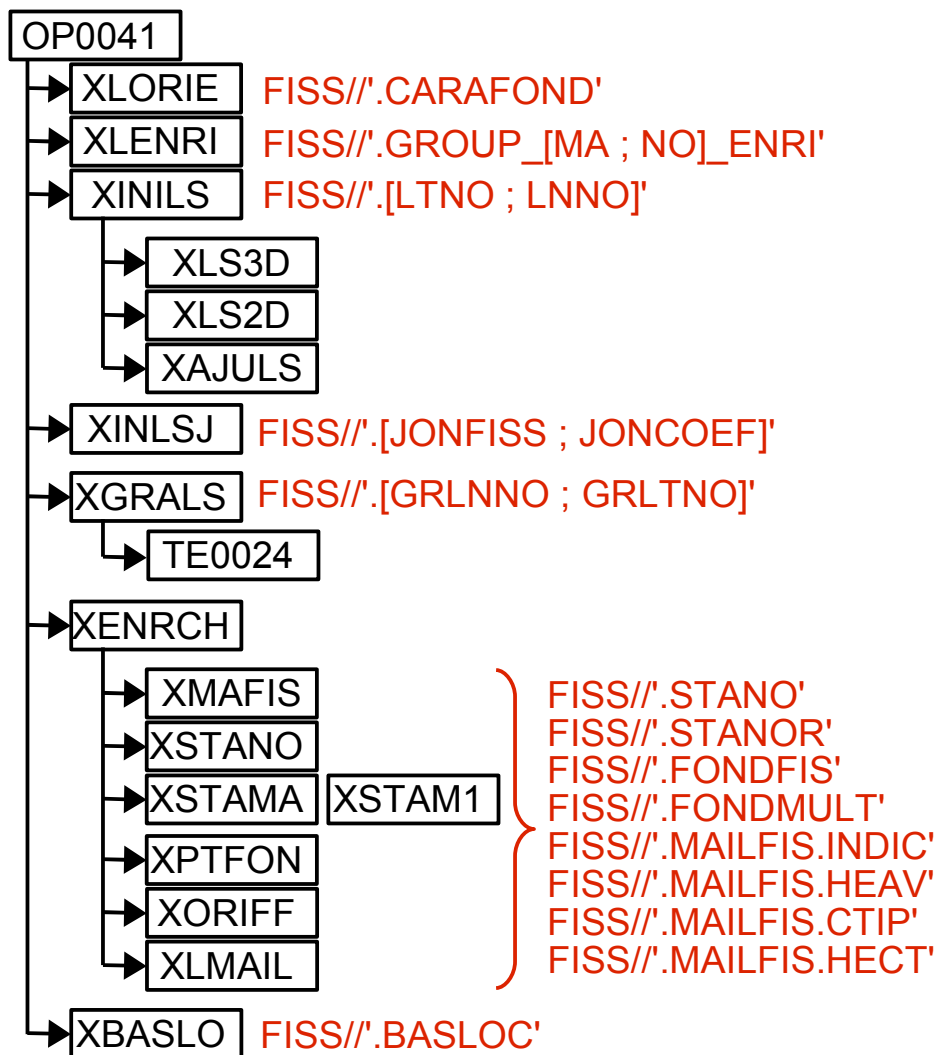 OP0041
XLORIE FISS//'.CARAFOND'
XLENRI FISS//'.GROUP_[MA ; NO]_ENRI'
XINILS FISS//'.[LTNO ; LNNO]'
XLS3D
XLS2D
XAJULS
XINLSJ FISS//'.[JONFISS ; JONCOEF]'
XGRALS FISS//'.[GRLNNO ; GRLTNO]'
TE0024
XENRCH
XMAFIS
XSTANO
XSTAMA XSTAM1
XPTFON
XORIFF
XLMAIL
FISS//'.STANO'
FISS//'.STANOR'
FISS//'.FONDFIS'
FISS//'.FONDMULT'
FISS//'.MAILFIS.INDIC'
FISS//'.MAILFIS.HEAV'
FISS//'.MAILFIS.CTIP'
FISS//'.MAILFIS.HECT'
XBASLO FISS//'.BASLOC'